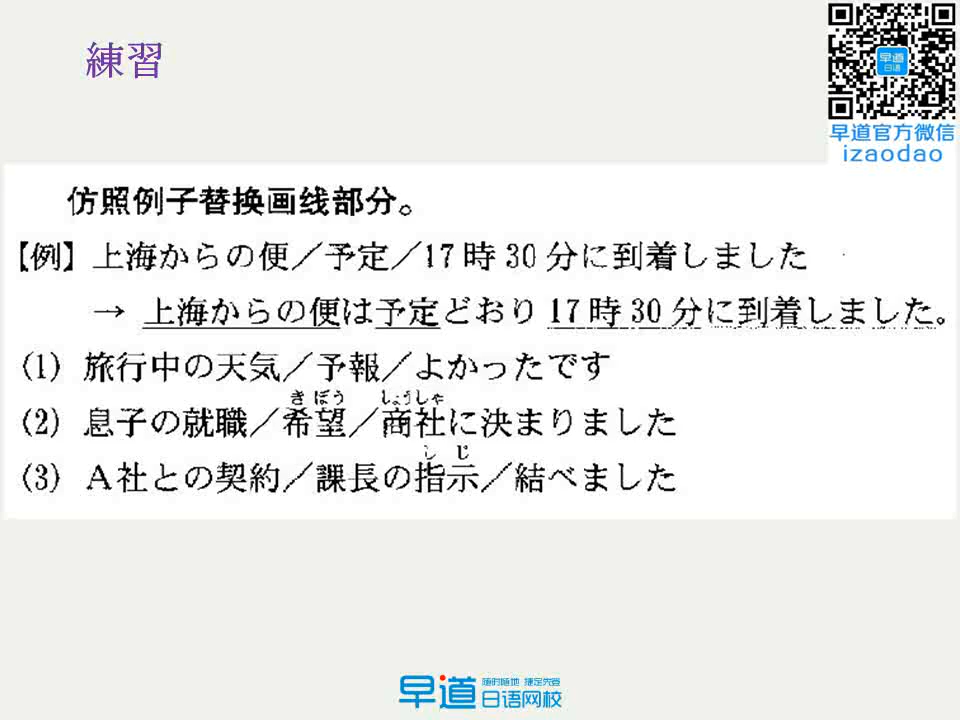 練習
早道
日语
早道官方微信
izaodao
仿照例子替换画线部分。
【例】上海からの便／予定／17時30分に到着しました
→ 上海からの便は予定どおり17時30分に到着しました。
(1) 旅行中の天気／予報／よかったです
きぼう しょうしゃ
(2) 息子の就職／希望／商社に決まりました
しじ
(3) A社との契約／課長の指示／結べました
早道 日语网校